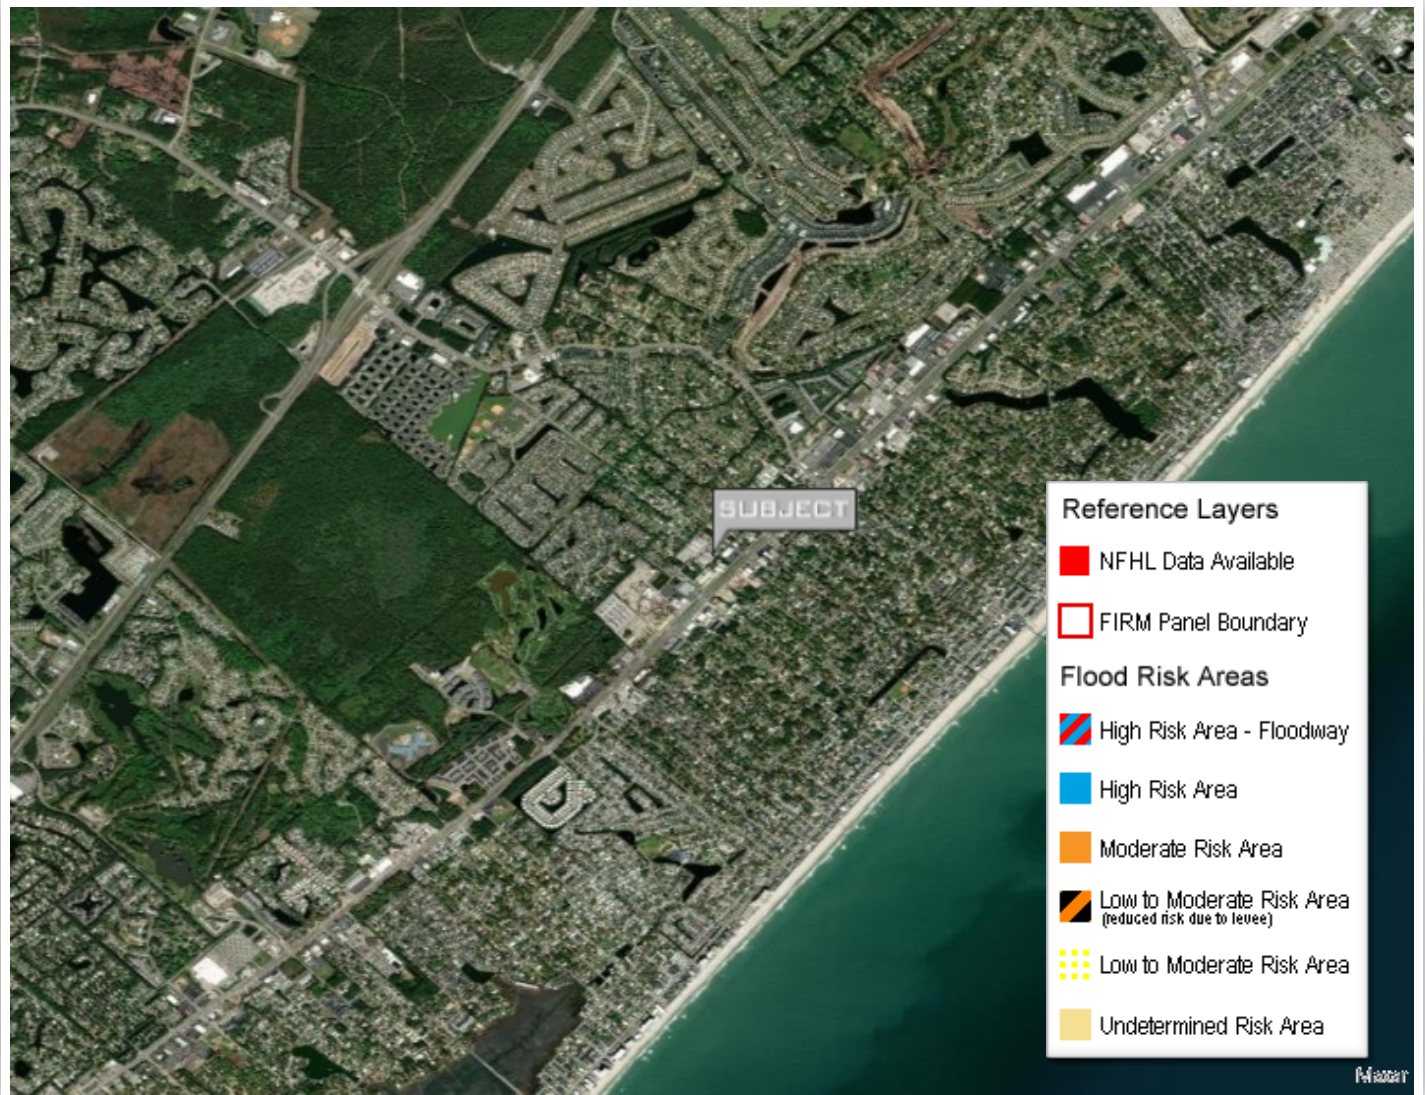 SUBJECT
Reference Layers
NFHL Data Available
FIRM Panel Boundary
Flood Risk Areas
High Risk Area - Floodway
High Risk Area
Moderate Risk Area
Low to Moderate Risk Area
(reduced risk due to levee)
Low to Moderate Risk Area
Undetermined Risk Area
Maxar